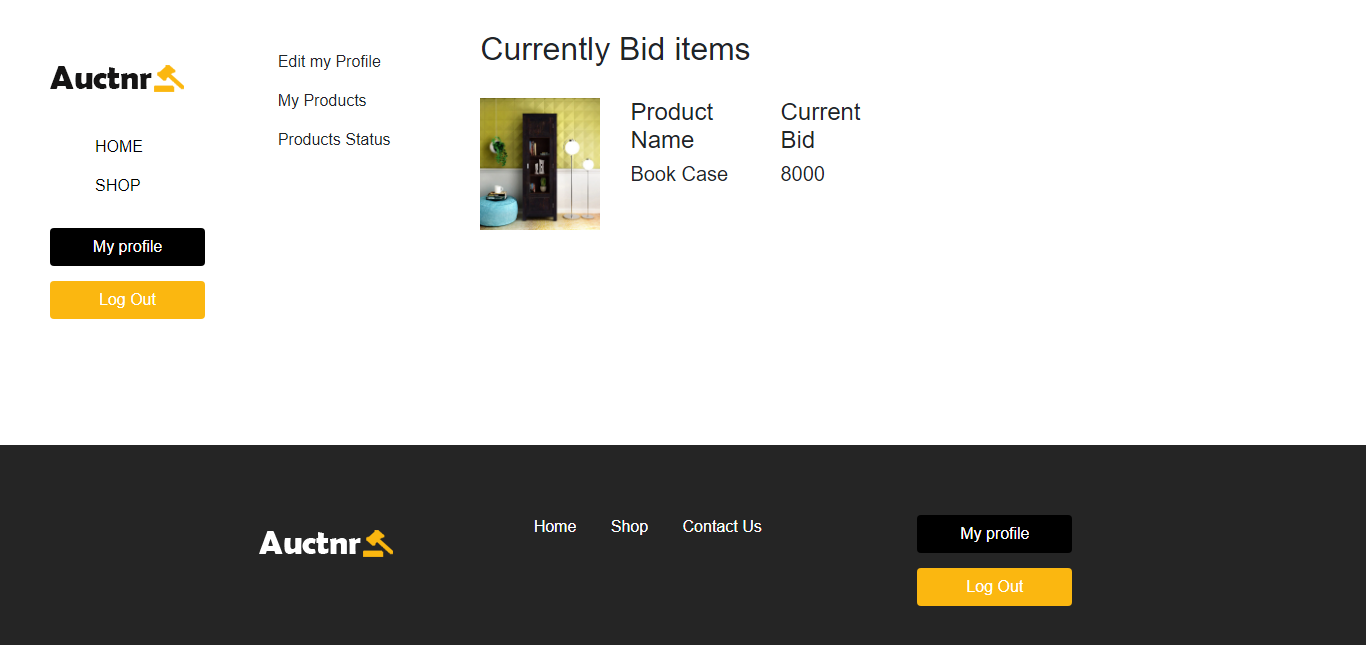 Auctnr
HOME
SHOP
My profile
Log Out
Edit my Profile
My Products
Products Status
Currently Bid items
Product
Name
Book Case
Current
Bid
8000
Auctnr
Home
Shop
Contact Us
My profile
Log Out